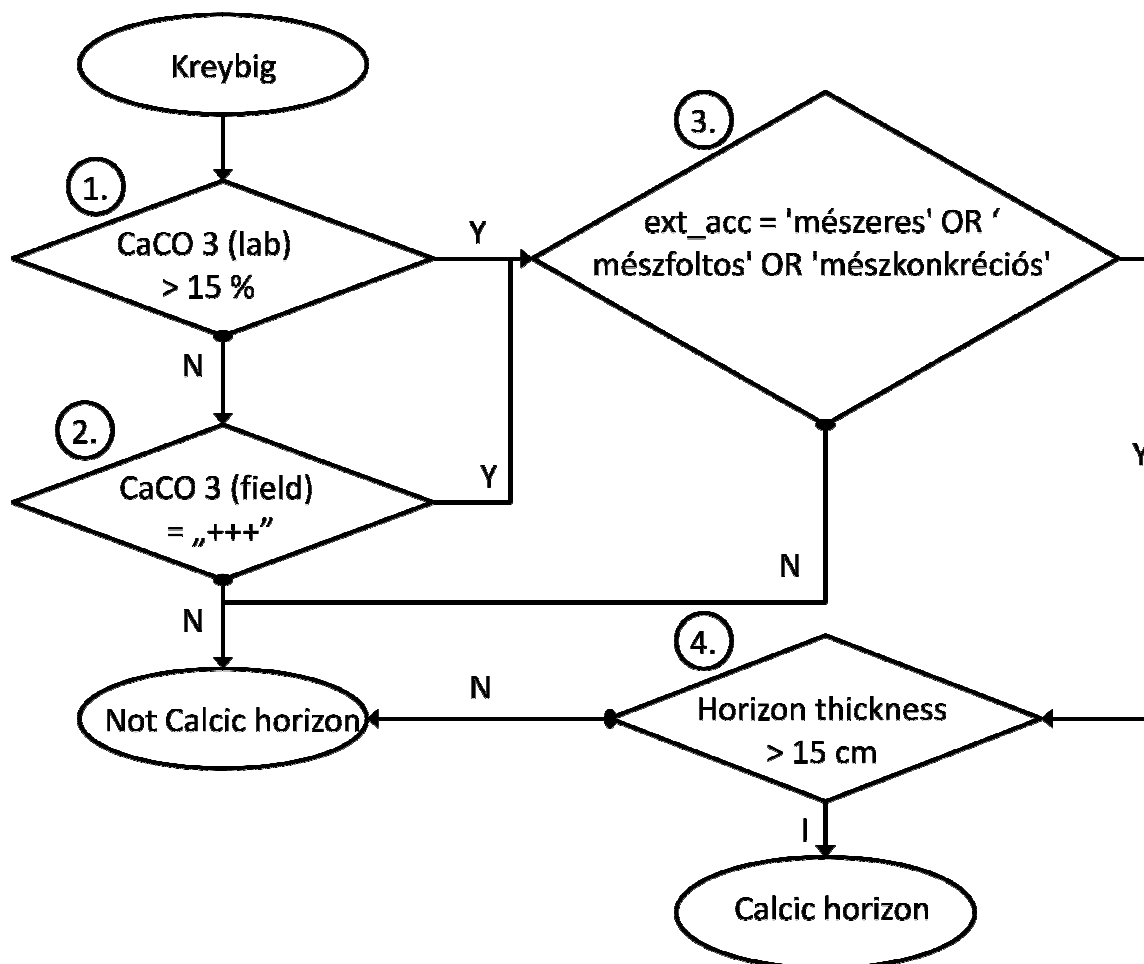 Kreybig
1.
CaCO 3 (lab)
> 15 %
Y
N
2.
CaCO 3 (field)
= „+++”
Y
N
3.
ext_acc = 'mészeres' OR ‘
mészfoltos' OR 'mészkonkréciós'
Y
N
4.
Horizon thickness
> 15 cm
N
I
Not Calcic horizon
Calcic horizon